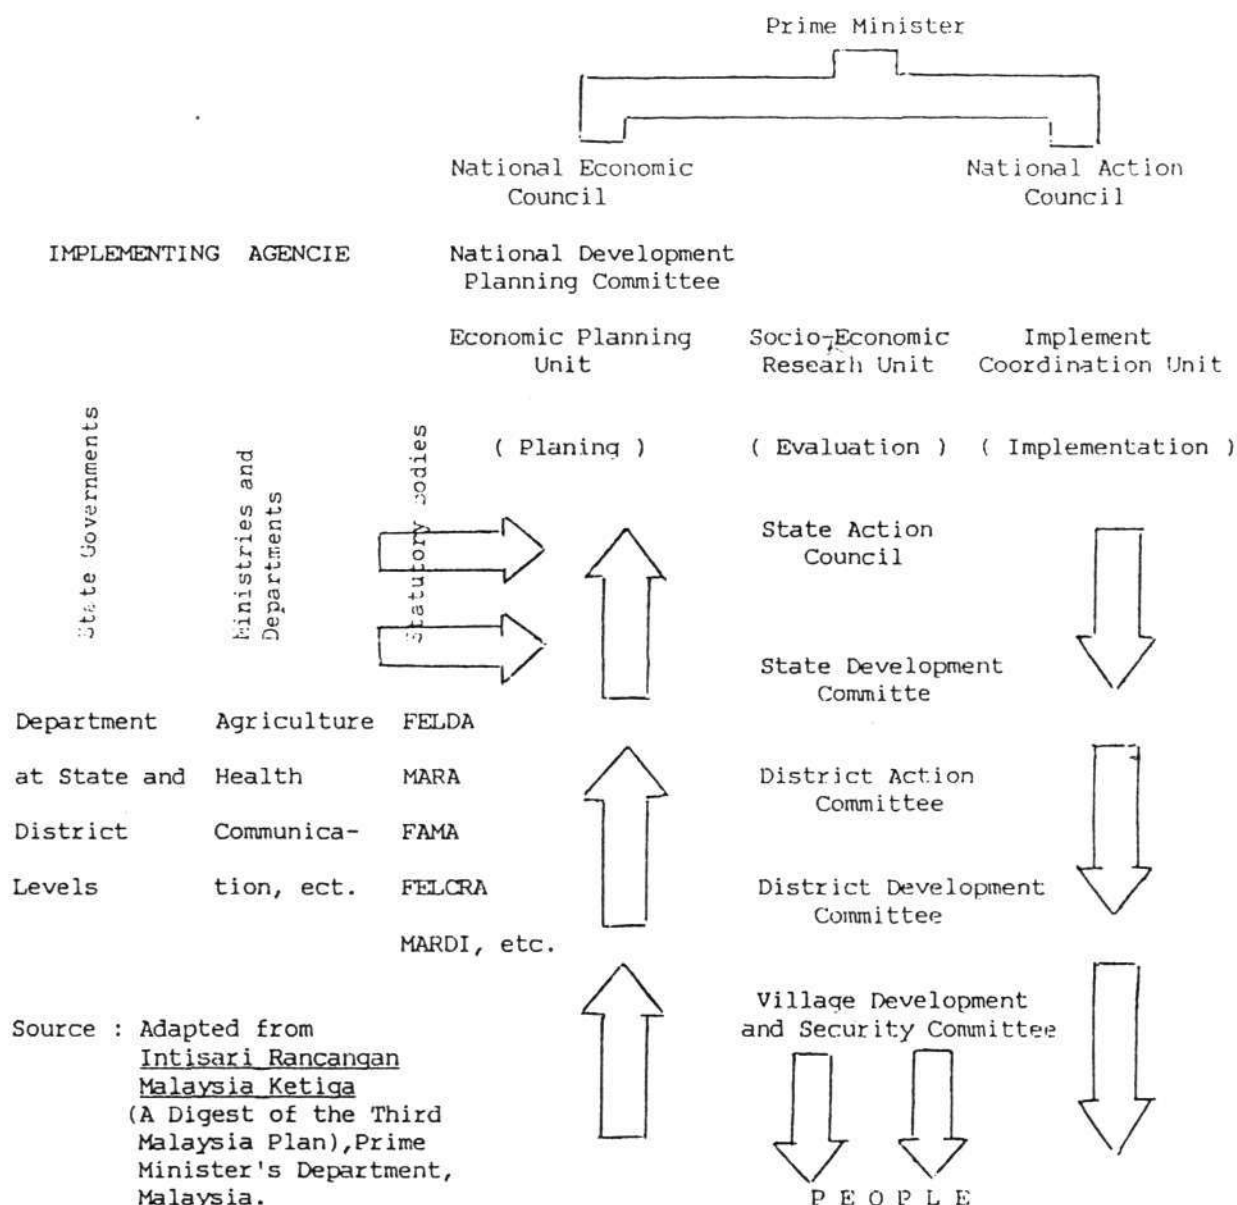 Prime Minister
National Economic
Council
National Action
Council
IMPLEMENTING AGENCIE
National Development
Planning Committee
Economic Planning
Unit
Socio-Economic
Researh Unit
Implement
Coordination Unit
( Planing )
( Evaluation )
( Implementation )
State Governments
Ministries and
Departments
Statutory Bodies
State Action
Council
State Development
Committe
Department Agriculture FELDA
at State and Health MARA
District Communica- FAMA
Levels tion, ect. FELCRA
MARDI, etc.
District Action
Committee
District Development
Committee
Village Development
and Security Committee
PEOPLE
Source : Adapted from
Intisari Rancangan
Malaysia Ketiga
(A Digest of the Third
Malaysia Plan),Prime
Minister's Department,
Malaysia.